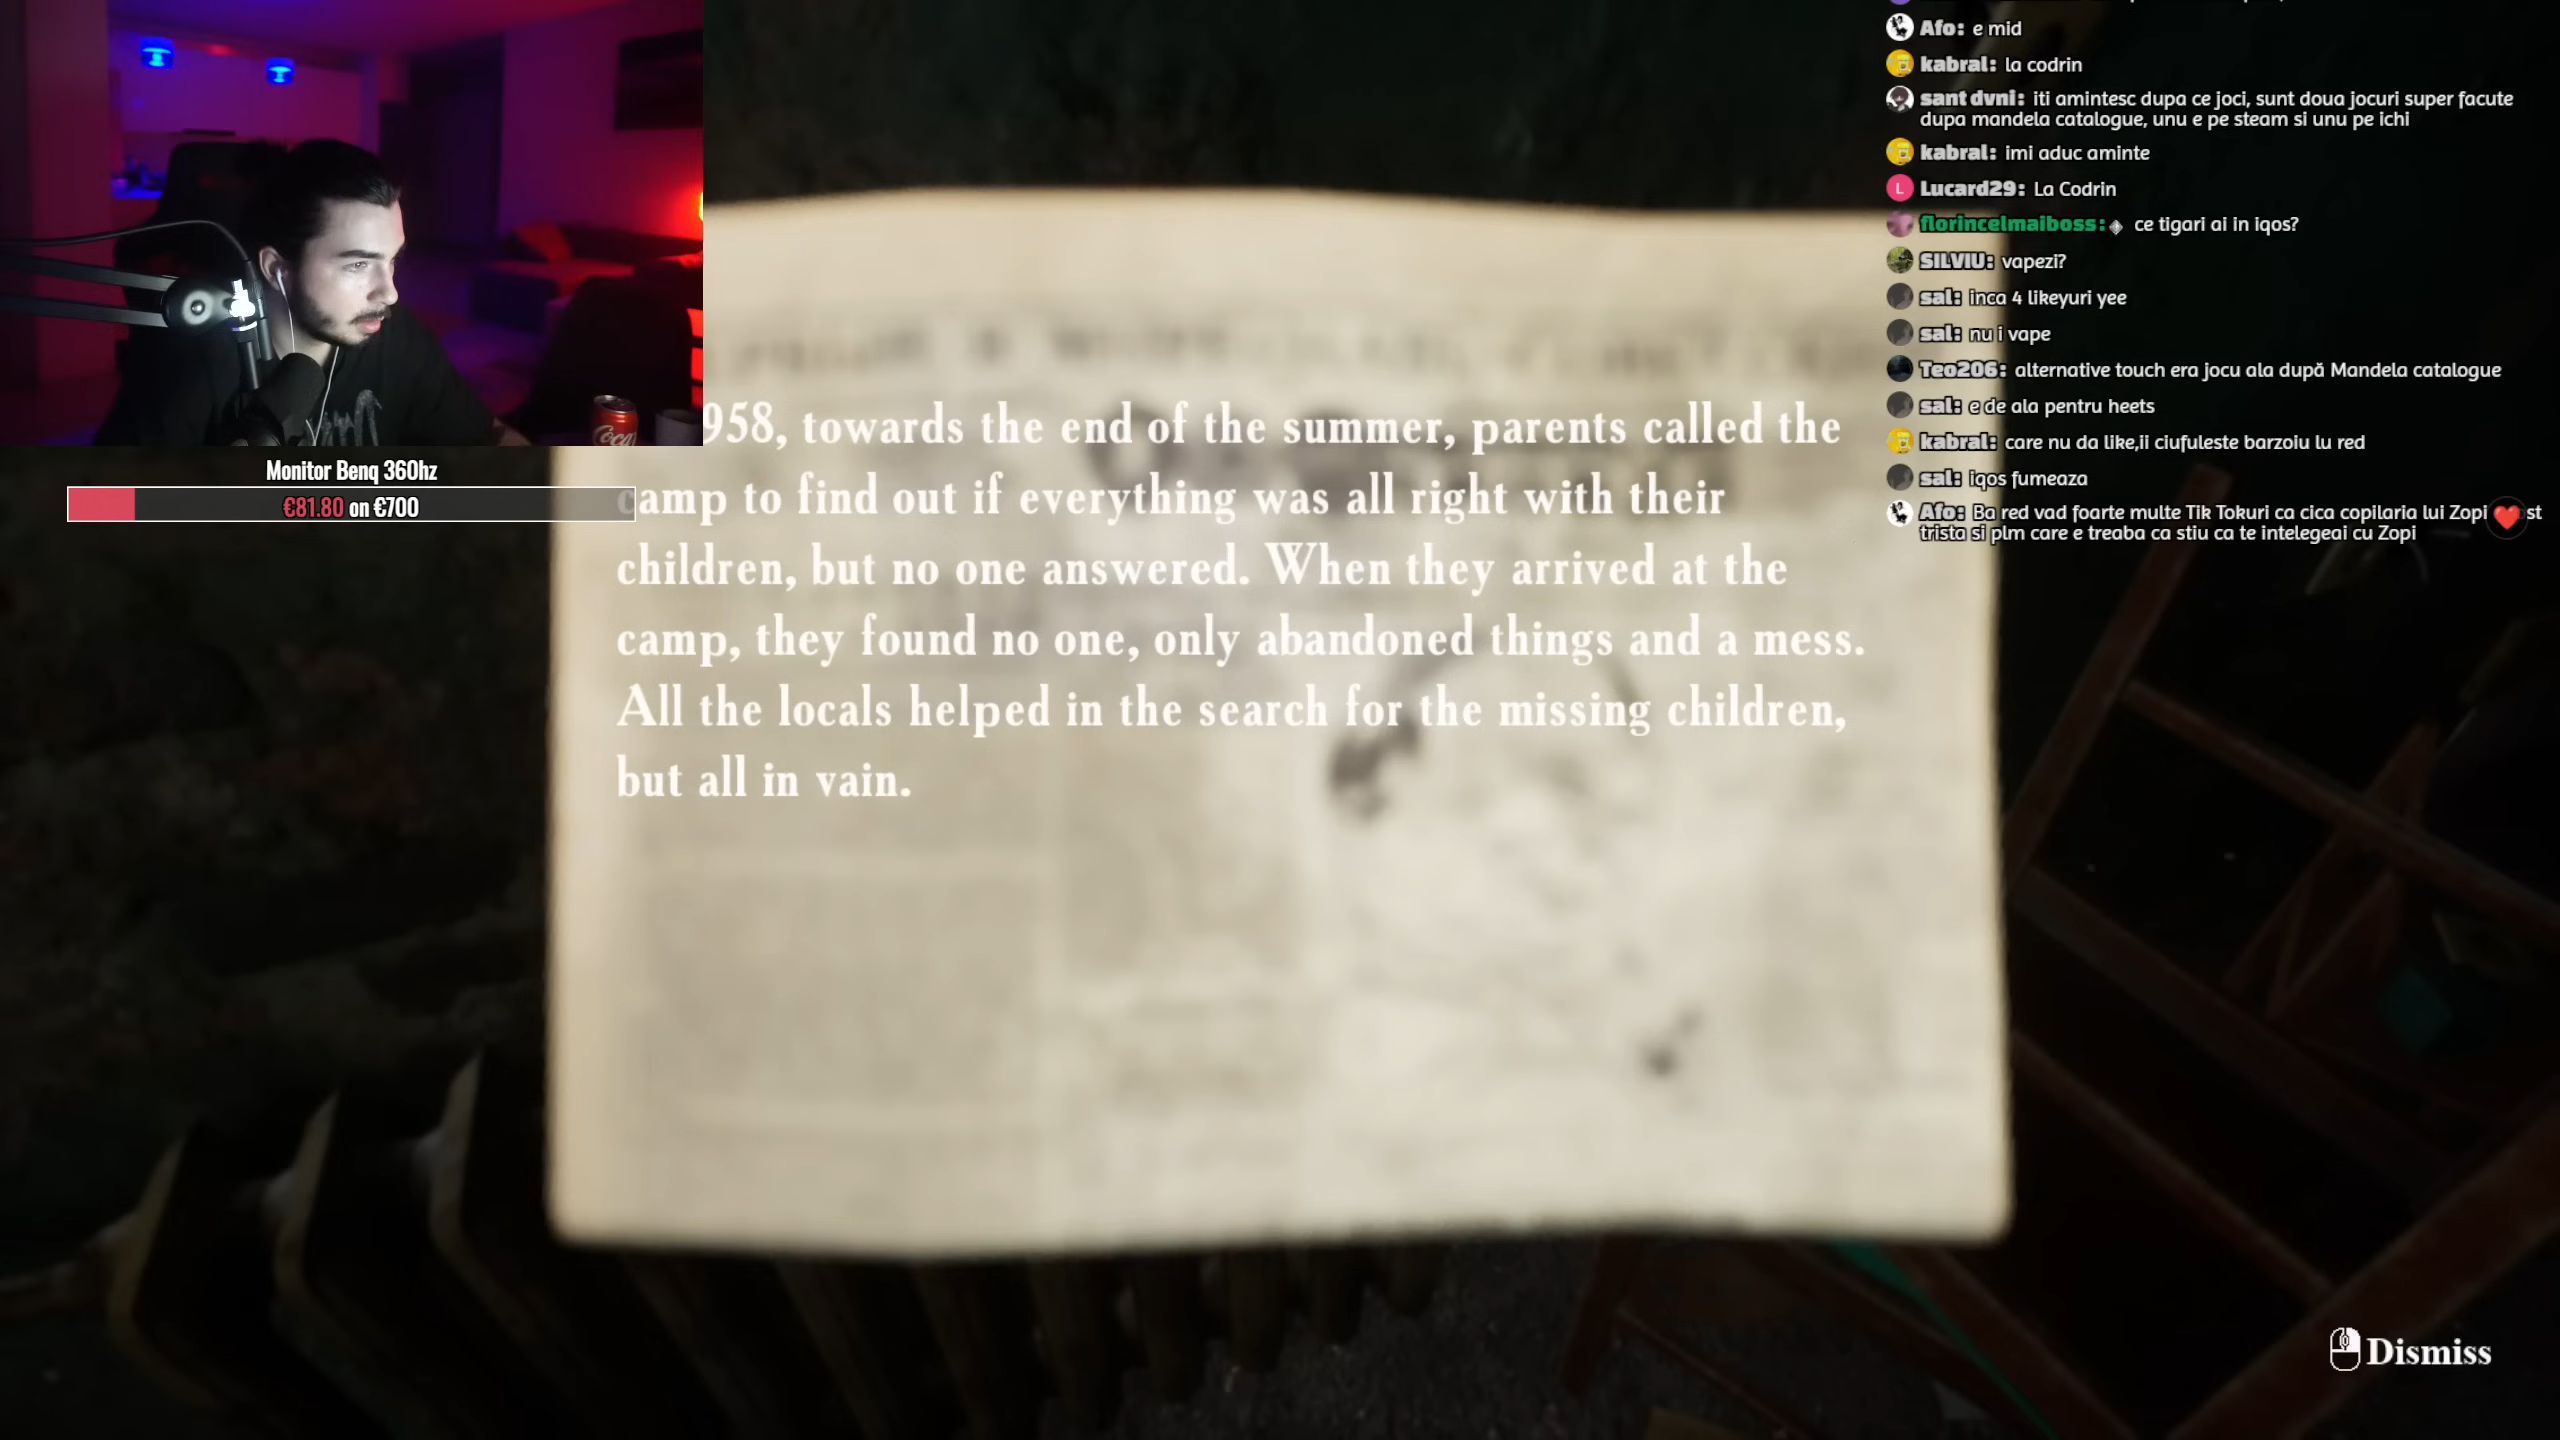 Afo: e mid
kabral: la codrin
sant dvni: iti amintesc dupa ce joci, sunt doua jocuri super facute
dupa mandela catalogue, unu e pe steam si unu pe ichi
kabral: imi aduc aminte
Lucard29: La Codrin
florincelmaiboss: ce tigari ai in iqos?
SILVIU: vapezi?
sal: inca 4 likeyuri yee
sal: nu i vape
Teo206: alternative touch era jocu ala după Mandela catalogue
sal: e de ala pentru heets
kabral: care nu da like,ii ciufuleste barzoiu lu red
sal: iqos fumeaza
Afo: Ba red vad foarte multe Tik Tokuri ca cica copilaria lui Zopi st
trista si plm care e treaba ca stiu ca te intelegeai cu Zopi
Monitor Benq 360hz
€81.80 on €700
958, towards the end of the summer, parents called the
camp to find out if everything was all right with their
children, but no one answered. When they arrived at the
camp, they found no one, only abandoned things and a mess.
All the locals helped in the search for the missing children,
but all in vain.
Dismiss